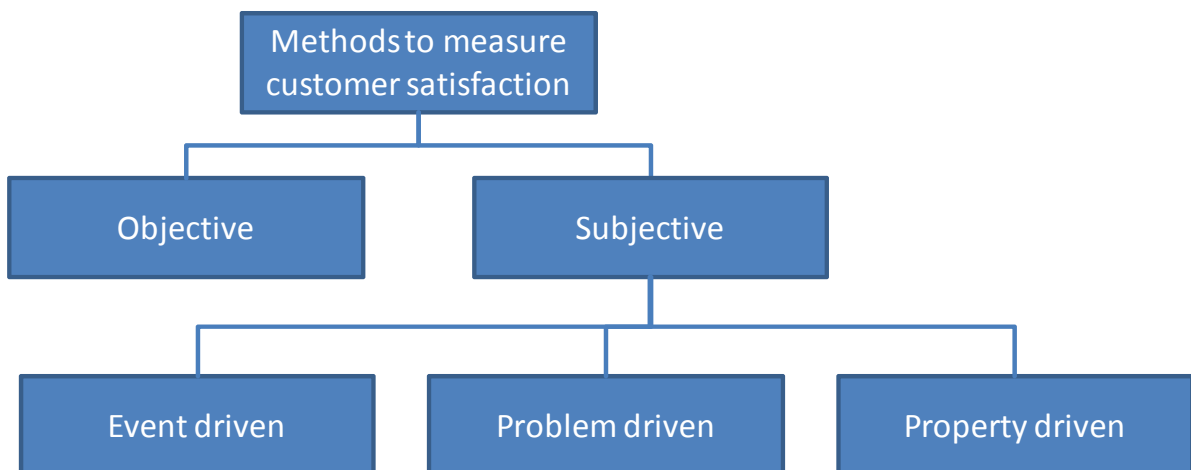 Methods to measure
customer satisfaction
Objective
Subjective
Event driven
Problem driven
Property driven